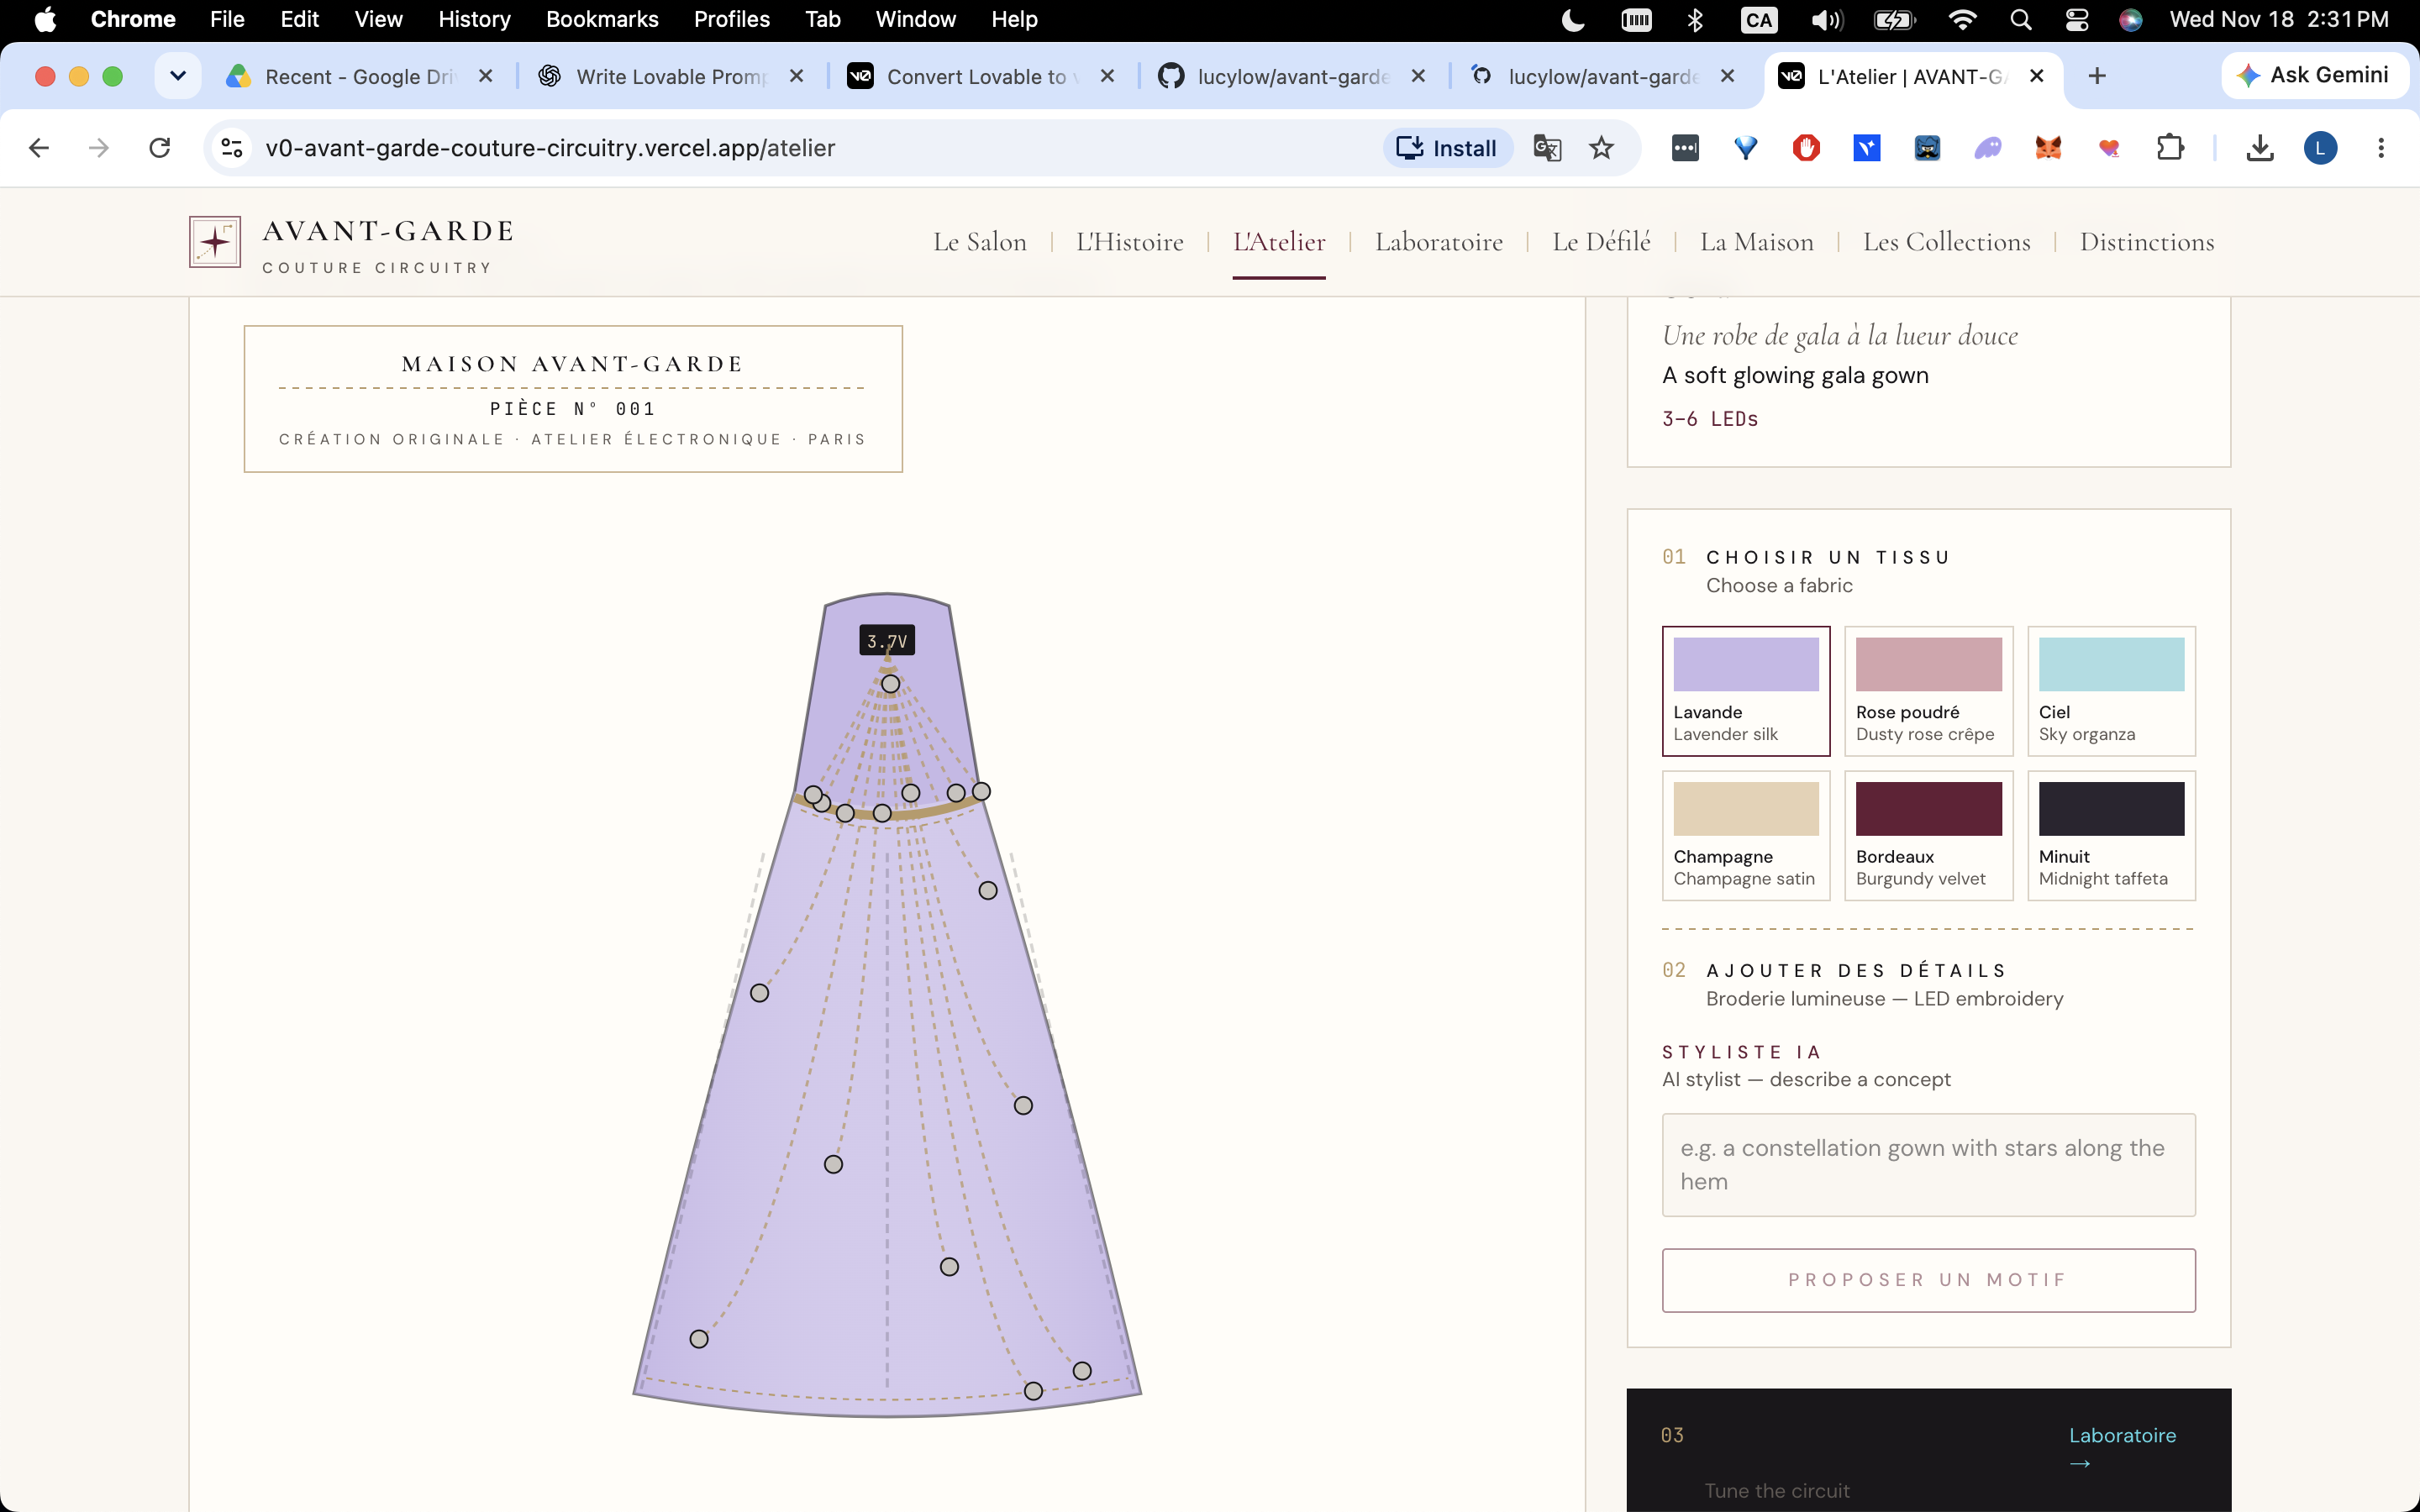 Chrome File Edit View History Bookmarks Profiles Tab Window Help CA Wed Nov 18 2:31 PM
Recent - Google Dri
Write Lovable Promp
Convert Lovable to v
lucylow/avant-garde
lucylow/avant-garde
L'Atelier | AVANT-GA
Ask Gemini
v0-avant-garde-couture-circuitry.vercel.app/atelier
Install
L
AVANT-GARDE
COUTURE CIRCUITRY
Le Salon
L'Histoire
L'Atelier
Laboratoire
Le Défilé
La Maison
Les Collections
Distinctions
MAISON AVANT-GARDE
PIÈCE N° 001
CRÉATION ORIGINALE · ATELIER ÉLECTRONIQUE · PARIS
3.7V
Une robe de gala à la lueur douce
A soft glowing gala gown
3–6 LEDs
01 CHOISIR UN TISSU
Choose a fabric
Lavande
Lavender silk
Rose poudré
Dusty rose crêpe
Ciel
Sky organza
Champagne
Champagne satin
Bordeaux
Burgundy velvet
Minuit
Midnight taffeta
02 AJOUTER DES DÉTAILS
Broderie lumineuse — LED embroidery
STYLISTE IA
AI stylist — describe a concept
e.g. a constellation gown with stars along the
hem
PROPOSER UN MOTIF
03
Laboratoire
→
Tune the circuit